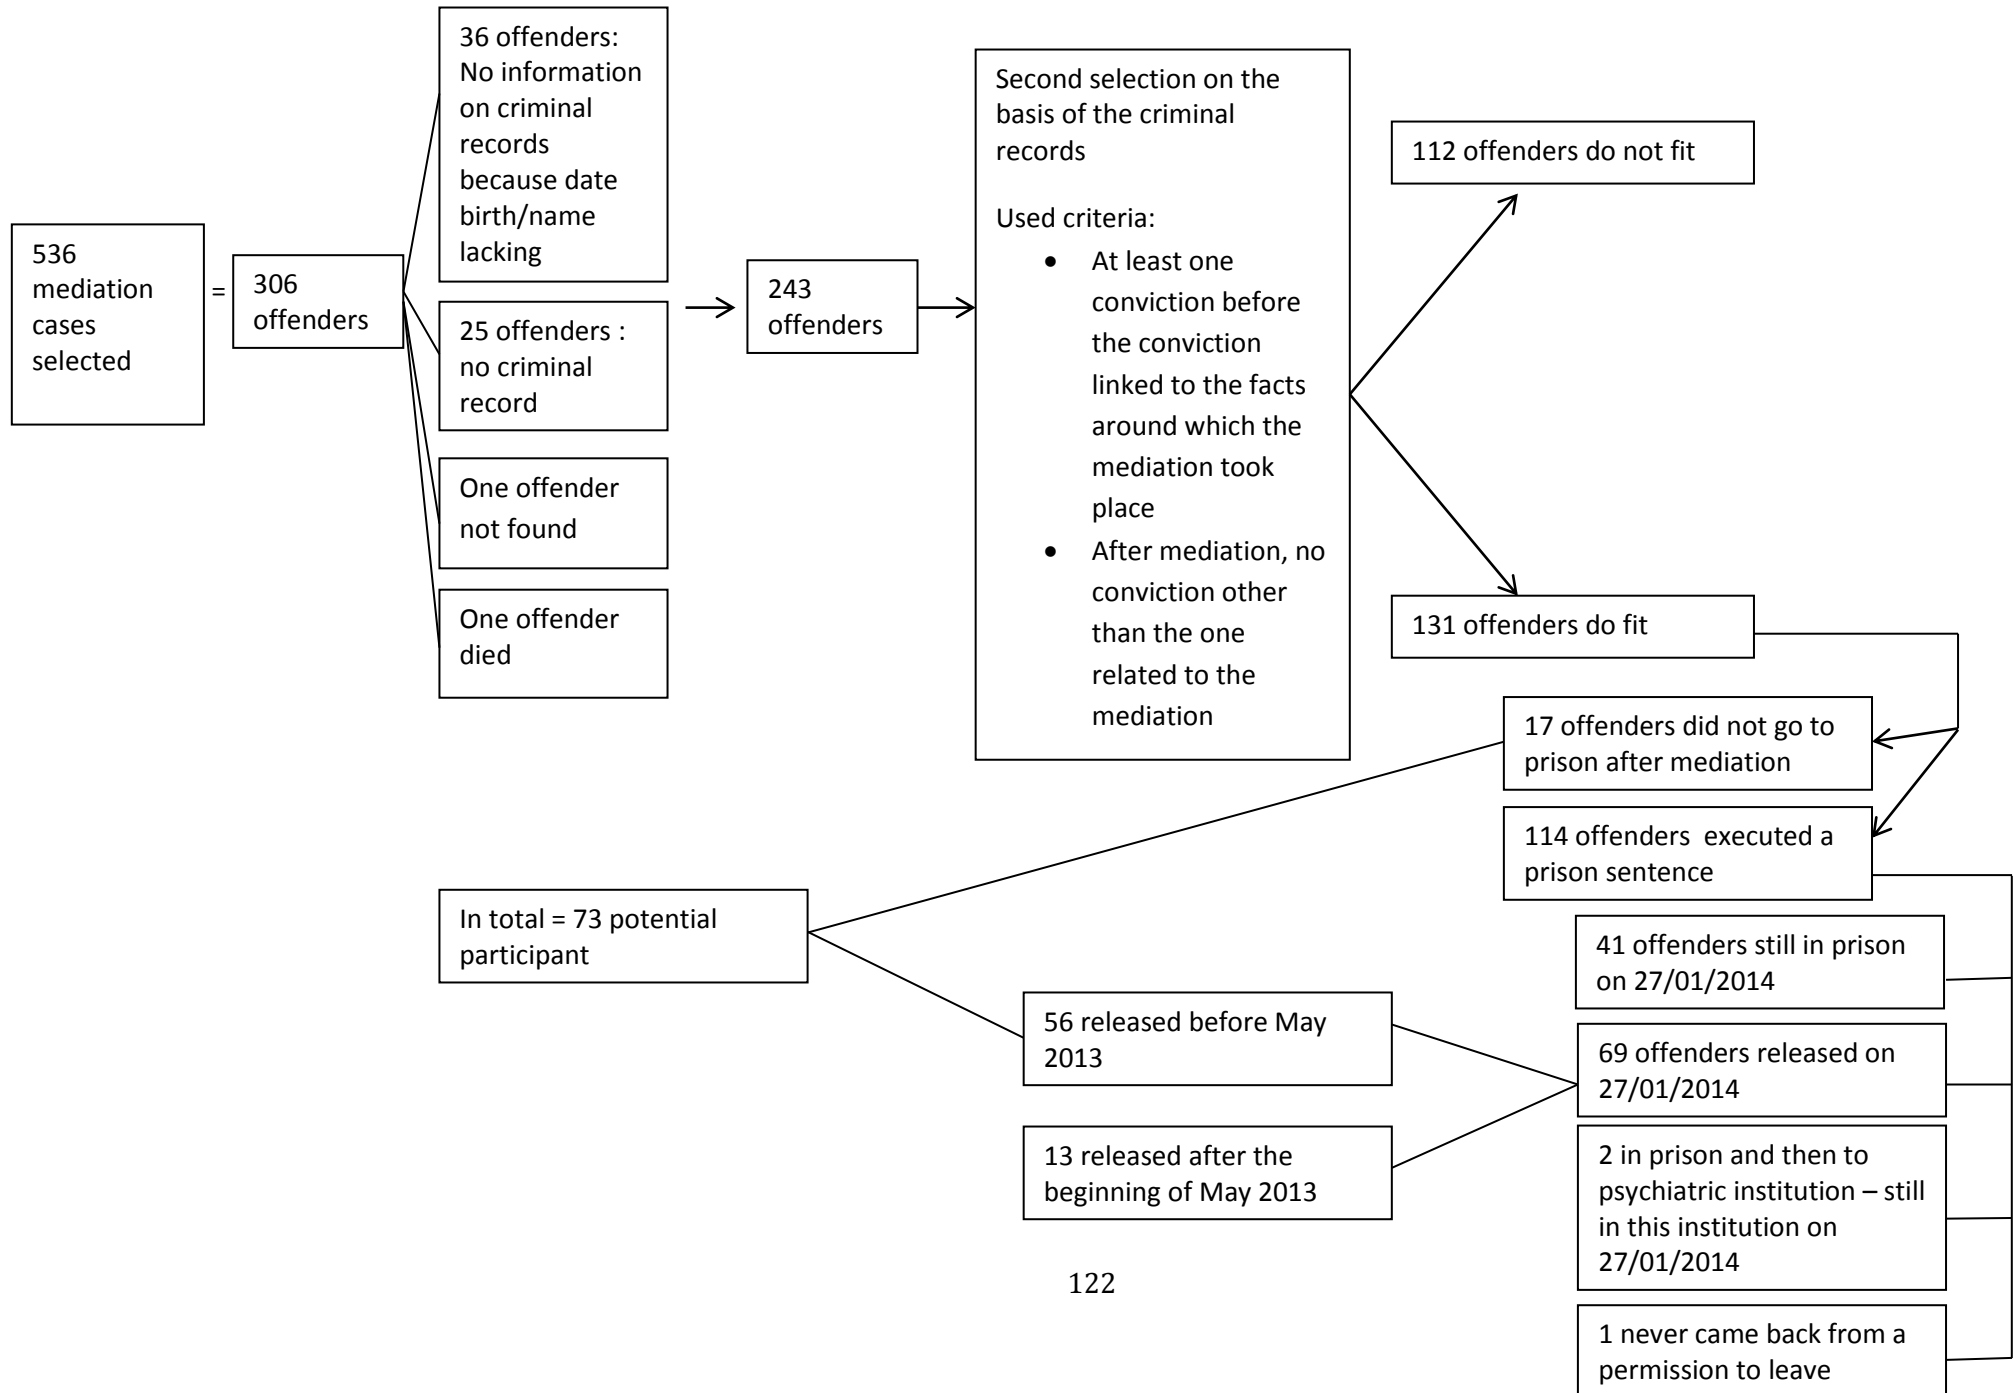 536
mediation
cases
selected
=
306
offenders
36 offenders:
No information
on criminal
records
because date
birth/name
lacking
25 offenders :
no criminal
record
One offender
not found
One offender
died
243
offenders
Second selection on the
basis of the criminal
records
Used criteria:
• At least one
conviction before
the conviction
linked to the facts
around which the
mediation took
place
• After mediation, no
conviction other
than the one
related to the
mediation
112 offenders do not fit
131 offenders do fit
17 offenders did not go to
prison after mediation
114 offenders executed a
prison sentence
41 offenders still in prison
on 27/01/2014
69 offenders released on
27/01/2014
2 in prison and then to
psychiatric institution – still
in this institution on
27/01/2014
1 never came back from a
permission to leave
56 released before May
2013
13 released after the
beginning of May 2013
In total = 73 potential
participant
122